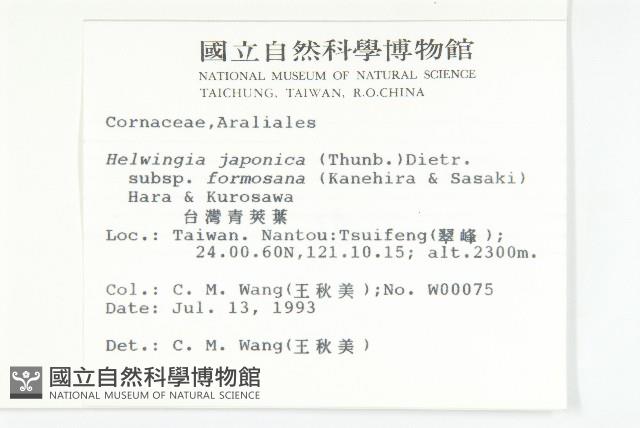 國立自然科學博物館
NATIONAL MUSEUM OF NATURAL SCIENCE
TAICHUNG, TAIWAN, R.O.CHINA
Cornaceae,Araliales
Helwingia japonica (Thunb.)Dietr.
subsp. formosana (Kanehira & Sasaki)
Hara & Kurosawa
台灣青莢葉
Loc.: Taiwan. Nantou:Tsuifeng(翠峰);
24.00.60N,121.10.15; alt.2300m.
Col.: C. M. Wang(王秋美);No. W00075
Date: Jul. 13, 1993
Det.: C. M. Wang(王秋美)
國立自然科學博物館
NATIONAL MUSEUM OF NATURAL SCIENCE